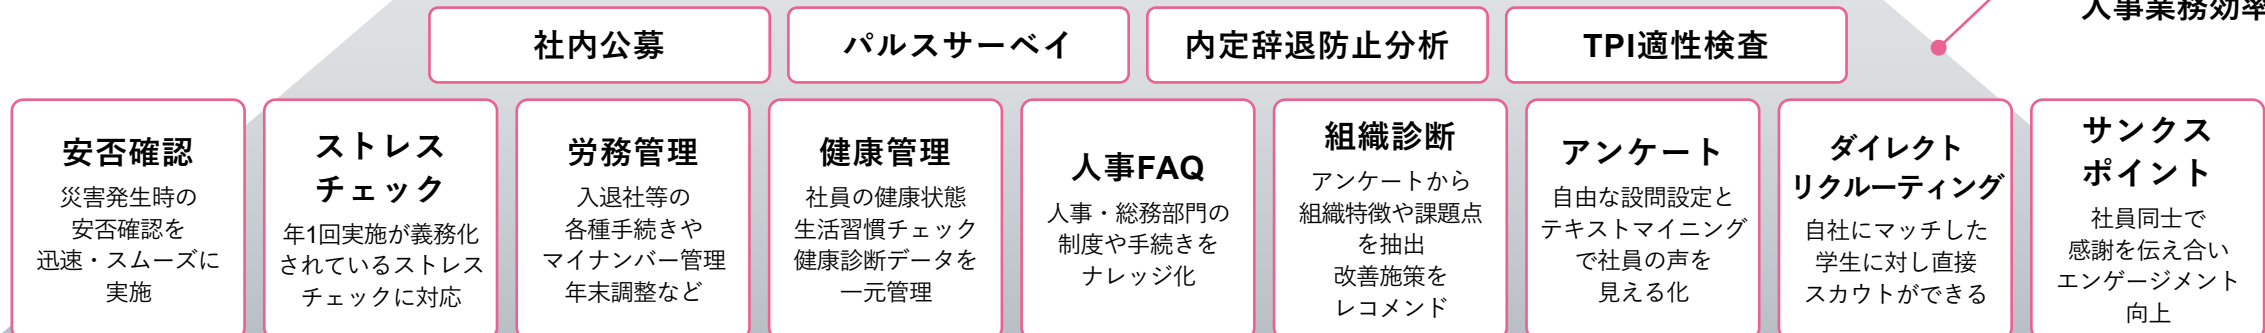 人事業務効率
社内公募
パルスサーベイ
内定辞退防止分析
TPI適性検査
安否確認
災害発生時の
安否確認を
迅速・スムーズに
実施
ストレス
チェック
年1回実施が義務化
されているストレス
チェックに対応
労務管理
入退社等の
各種手続きや
マイナンバー管理
年末調整など
健康管理
社員の健康状態
生活習慣チェック
健康診断データを
一元管理
人事FAQ
人事・総務部門の
制度や手続きを
ナレッジ化
組織診断
アンケートから
組織特徴や課題点
を抽出
改善施策を
レコメンド
アンケート
自由な設問設定と
テキストマイニング
で社員の声を
見える化
ダイレクト
リクルーティング
自社にマッチした
学生に対し直接
スカウトができる
サンクス
ポイント
社員同士で
感謝を伝え合い
エンゲージメント
向上